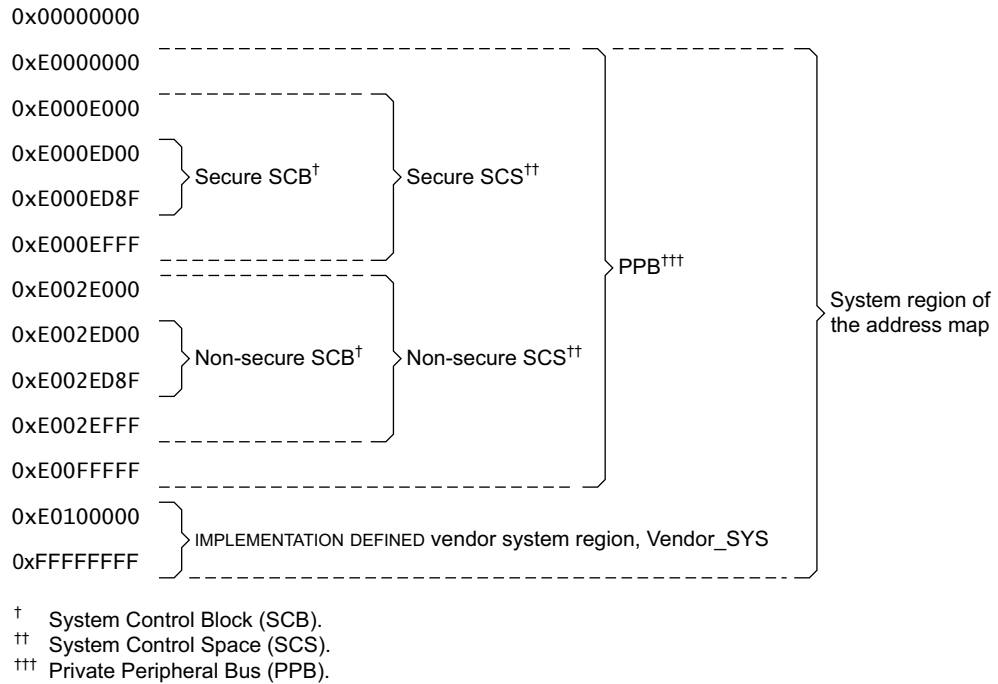 0x00000000
0xE0000000
0xE000E000
0xE000ED00
Secure SCB†
Secure SCS††
0xE000ED8F
0xE000EFFF
PPB†††
0xE002E000
System region of
the address map
0xE002ED00
Non-secure SCB†
Non-secure SCS††
0xE002ED8F
0xE002EFFF
0xE00FFFFF
0xE0100000
IMPLEMENTATION DEFINED vendor system region, Vendor_SYS
0xFFFFFFFF
† System Control Block (SCB).
†† System Control Space (SCS).
††† Private Peripheral Bus (PPB).